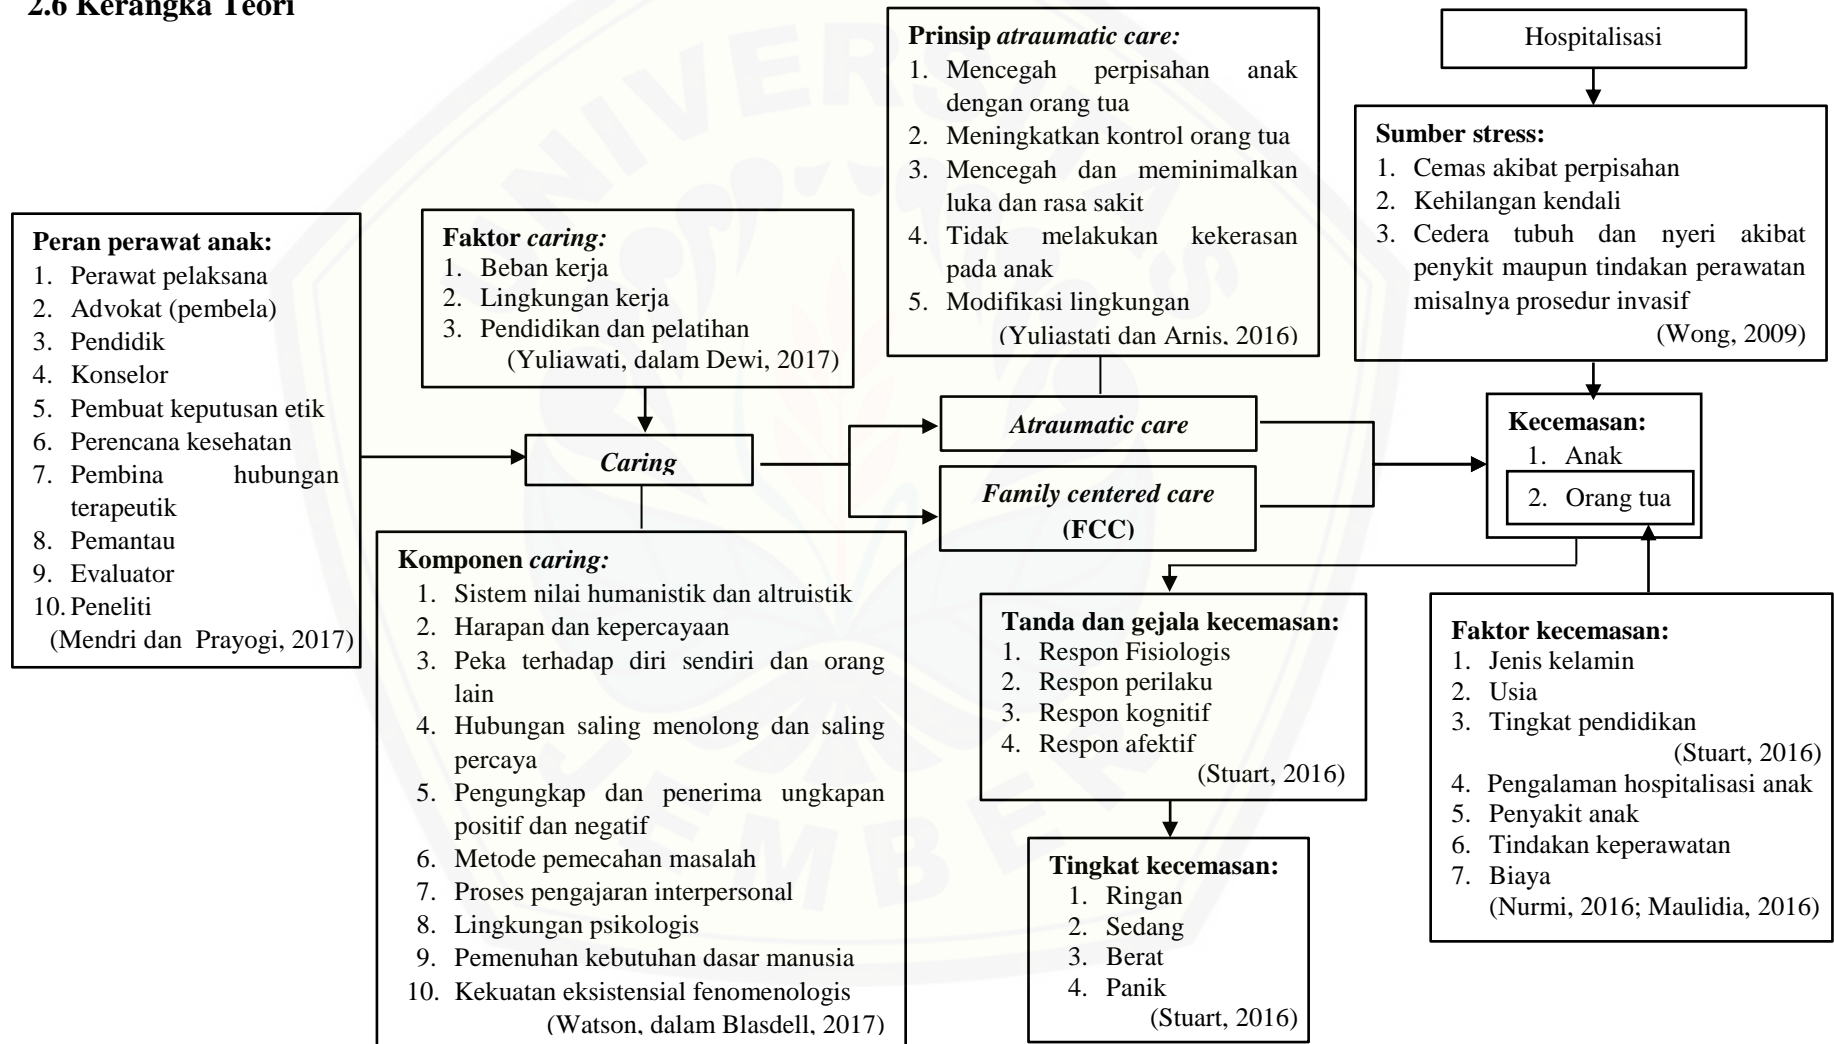 2.6 Kerangka Teori
Peran perawat anak:
1. Perawat pelaksana
2. Advokat (pembela)
3. Pendidik
4. Konselor
5. Pembuat keputusan etik
6. Perencana kesehatan
7. Pembina hubungan
terapeutik
8. Pemantau
9. Evaluator
10. Peneliti
(Mendri dan Prayogi, 2017)
Faktor caring:
1. Beban kerja
2. Lingkungan kerja
3. Pendidikan dan pelatihan
(Yuliawati, dalam Dewi, 2017)
Caring
Komponen caring:
1. Sistem nilai humanistik dan altruistik
2. Harapan dan kepercayaan
3. Peka terhadap diri sendiri dan orang
lain
4. Hubungan saling menolong dan saling
percaya
5. Pengungkap dan penerima ungkapan
positif dan negatif
6. Metode pemecahan masalah
7. Proses pengajaran interpersonal
8. Lingkungan psikologis
9. Pemenuhan kebutuhan dasar manusia
10. Kekuatan eksistensial fenomenologis
(Watson, dalam Blasdell, 2017)
Prinsip atraumatic care:
1. Mencegah perpisahan anak
dengan orang tua
2. Meningkatkan kontrol orang tua
3. Mencegah dan meminimalkan
luka dan rasa sakit
4. Tidak melakukan kekerasan
pada anak
5. Modifikasi lingkungan
(Yuliastati dan Arnis, 2016)
Atraumatic care
Family centered care
(FCC)
Hospitalisasi
Sumber stress:
1. Cemas akibat perpisahan
2. Kehilangan kendali
3. Cedera tubuh dan nyeri akibat
penykit maupun tindakan perawatan
misalnya prosedur invasif
(Wong, 2009)
Kecemasan:
1. Anak
2. Orang tua
Tanda dan gejala kecemasan:
1. Respon Fisiologis
2. Respon perilaku
3. Respon kognitif
4. Respon afektif
(Stuart, 2016)
Tingkat kecemasan:
1. Ringan
2. Sedang
3. Berat
4. Panik
(Stuart, 2016)
Faktor kecemasan:
1. Jenis kelamin
2. Usia
3. Tingkat pendidikan
(Stuart, 2016)
4. Pengalaman hospitalisasi anak
5. Penyakit anak
6. Tindakan keperawatan
7. Biaya
(Nurmi, 2016; Maulidia, 2016)
UNIVERSITAS
JEMBER